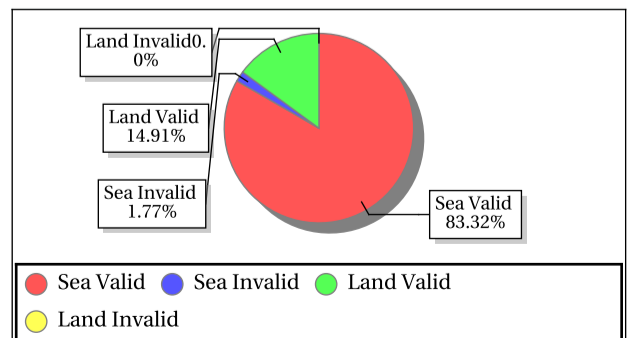 Land Invalid0.
0%
Land Valid
14.91%
Sea Invalid
1.77%
Sea Valid
83.32%
Sea Valid
Sea Invalid
Land Valid
Land Invalid